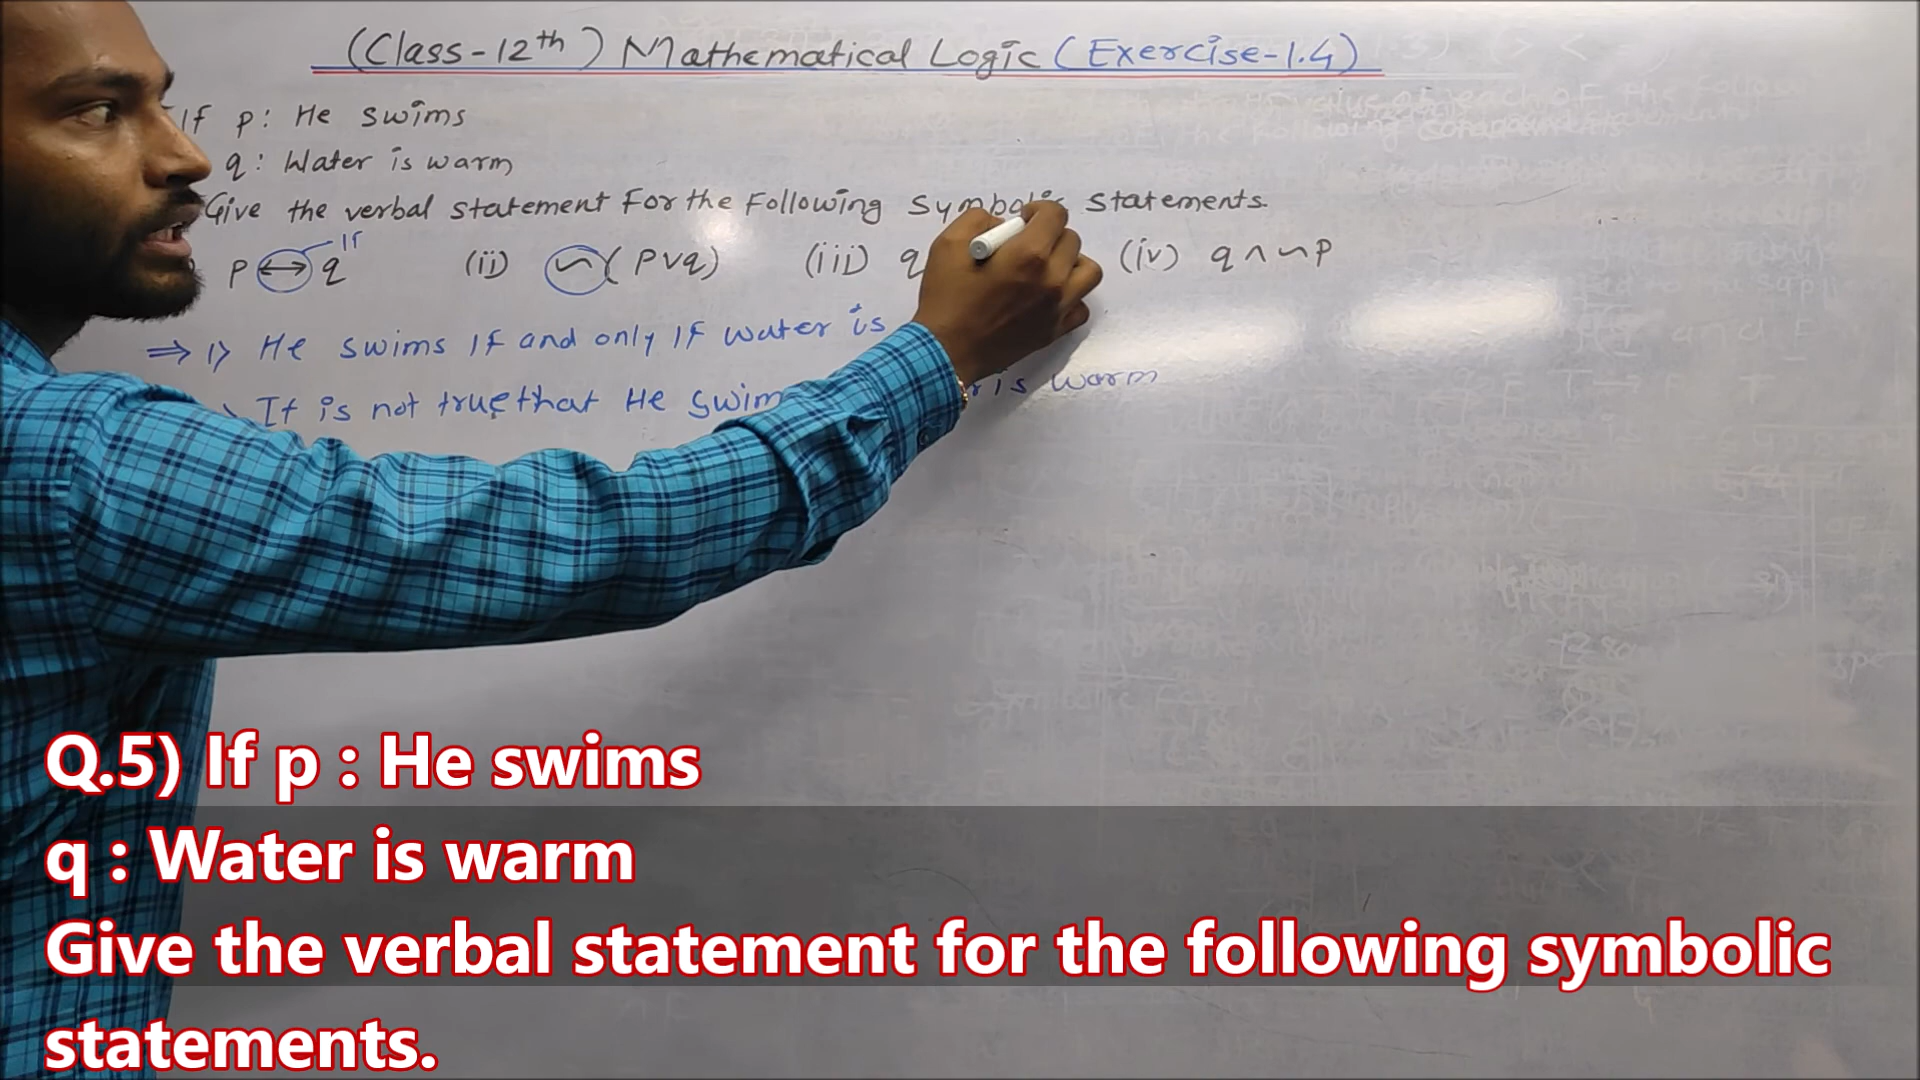 (Class-12th) Mathematical Logic (Exercise-1.4)
If p: He swims
q: Water is warm
Give the verbal statement For the Following Symbolic Statements.
p ↔ q If (ii) ~(p∨q) (iii) q (iv) q ∧ ~p
⇒ 1) He swims If and only If water is
It is not true that He swim is warm
Q.5) If p : He swims
q : Water is warm
Give the verbal statement for the following symbolic
statements.